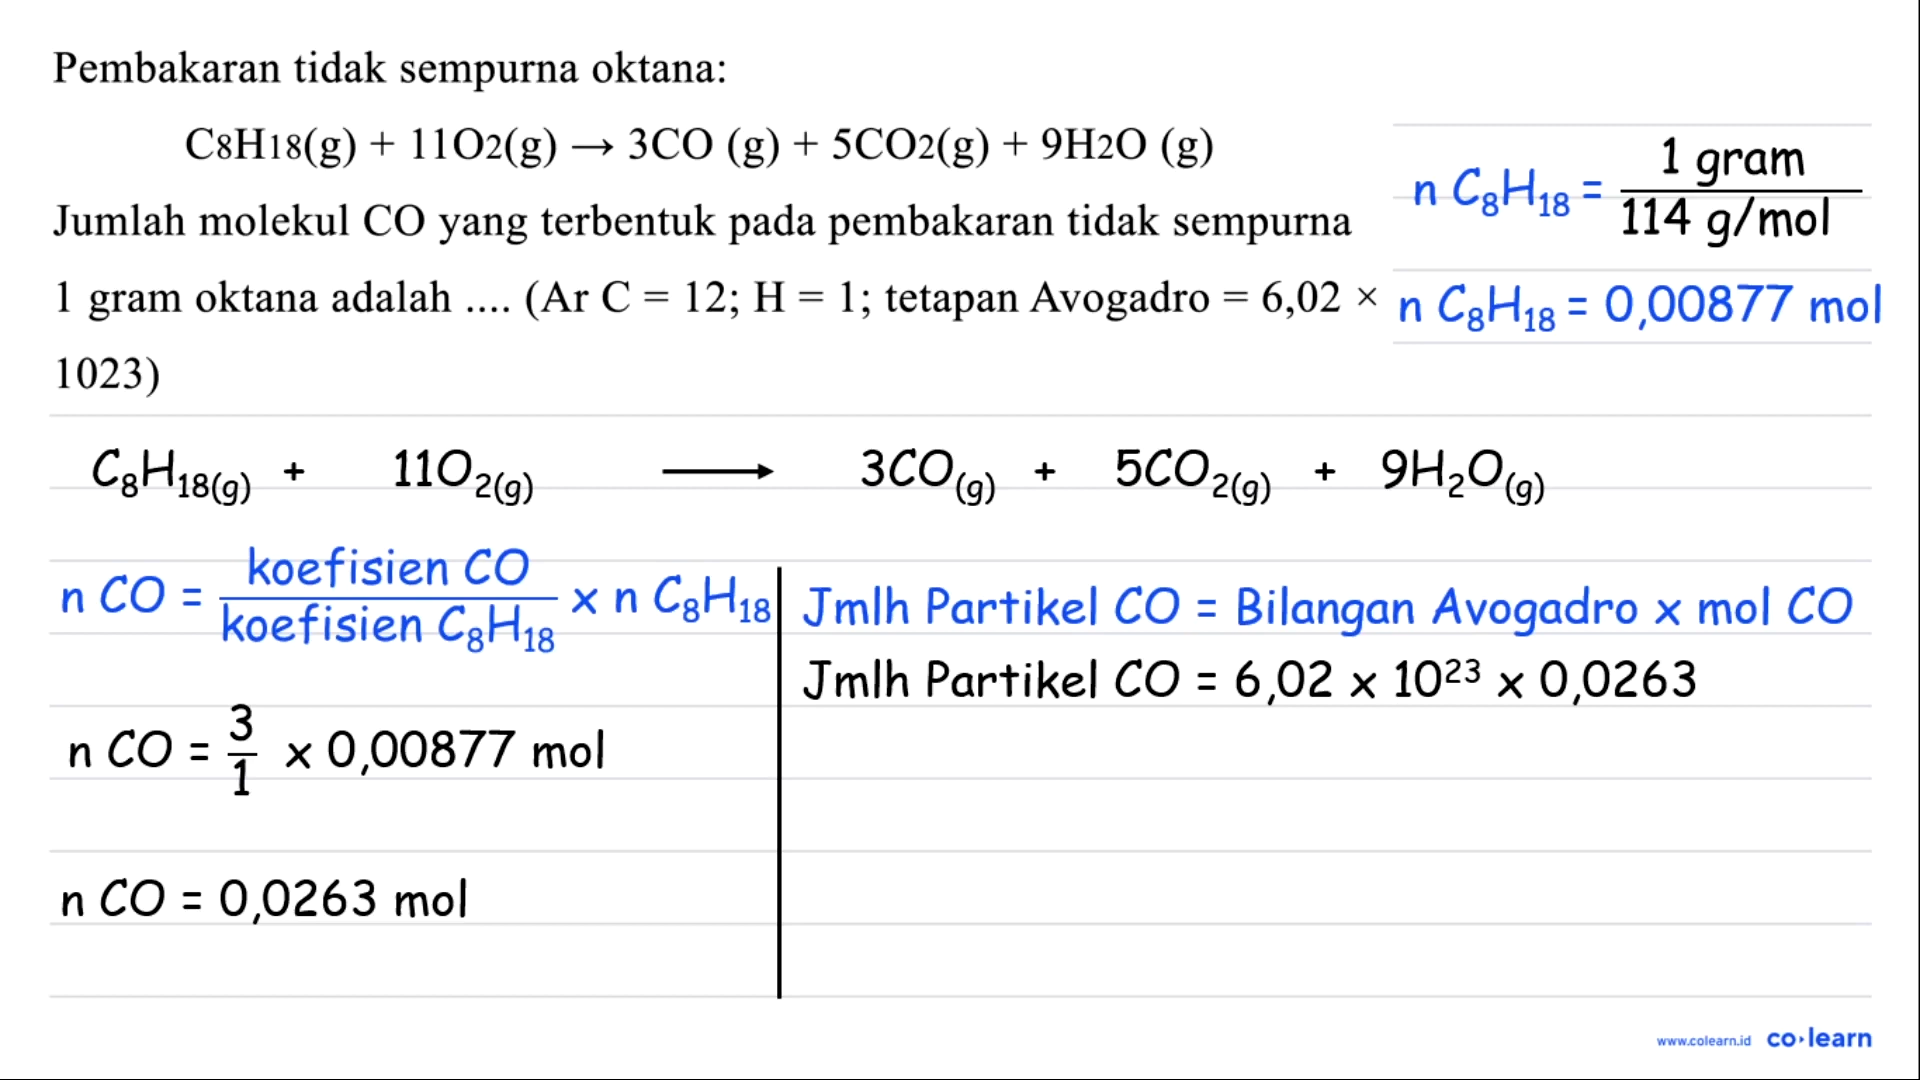 Pembakaran tidak sempurna oktana:
C8H18(g) + 11O2(g) → 3CO (g) + 5CO2(g) + 9H2O (g)
Jumlah molekul CO yang terbentuk pada pembakaran tidak sempurna
1 gram oktana adalah .... (Ar C = 12; H = 1; tetapan Avogadro = 6,02 ×
1023)
n C₈H₁₈ = 1 gram
114 g/mol
n C₈H₁₈ = 0,00877 mol
C₈H₁₈(g) + 11O₂(g) ⟶ 3CO(g) + 5CO₂(g) + 9H₂O(g)
n CO = koefisien CO
koefisien C₈H₁₈ x n C₈H₁₈
n CO = 3
1 x 0,00877 mol
n CO = 0,0263 mol
Jmlh Partikel CO = Bilangan Avogadro x mol CO
Jmlh Partikel CO = 6,02 x 10²³ x 0,0263
www.colearn.id co▸learn